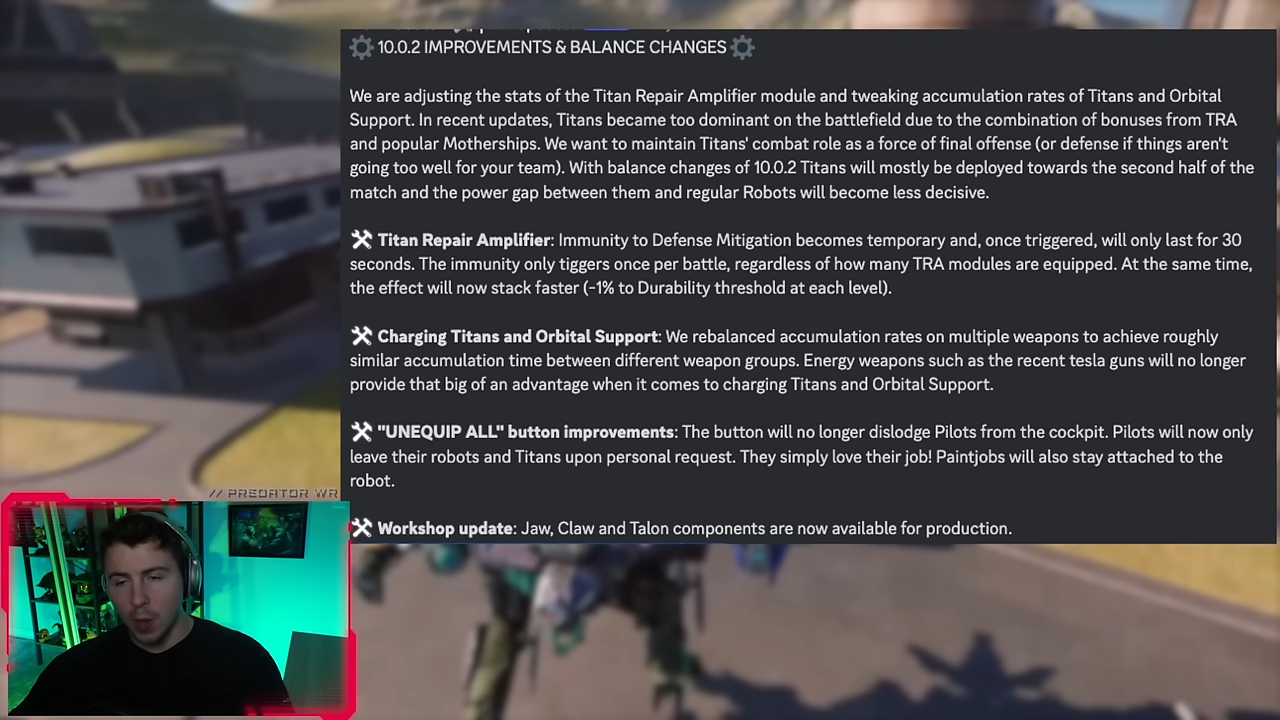 10.0.2 IMPROVEMENTS & BALANCE CHANGES
We are adjusting the stats of the Titan Repair Amplifier module and tweaking accumulation rates of Titans and Orbital
Support. In recent updates, Titans became too dominant on the battlefield due to the combination of bonuses from TRA
and popular Motherships. We want to maintain Titans' combat role as a force of final offense (or defense if things aren't
going too well for your team). With balance changes of 10.0.2 Titans will mostly be deployed towards the second half of the
match and the power gap between them and regular Robots will become less decisive.
Titan Repair Amplifier: Immunity to Defense Mitigation becomes temporary and, once triggered, will only last for 30
seconds. The immunity only tiggers once per battle, regardless of how many TRA modules are equipped. At the same time,
the effect will now stack faster (-1% to Durability threshold at each level).
Charging Titans and Orbital Support: We rebalanced accumulation rates on multiple weapons to achieve roughly
similar accumulation time between different weapon groups. Energy weapons such as the recent tesla guns will no longer
provide that big of an advantage when it comes to charging Titans and Orbital Support.
"UNEQUIP ALL" button improvements: The button will no longer dislodge Pilots from the cockpit. Pilots will now only
leave their robots and Titans upon personal request. They simply love their job! Paintjobs will also stay attached to the
robot.
// PREDATOR WR
Workshop update: Jaw, Claw and Talon components are now available for production.